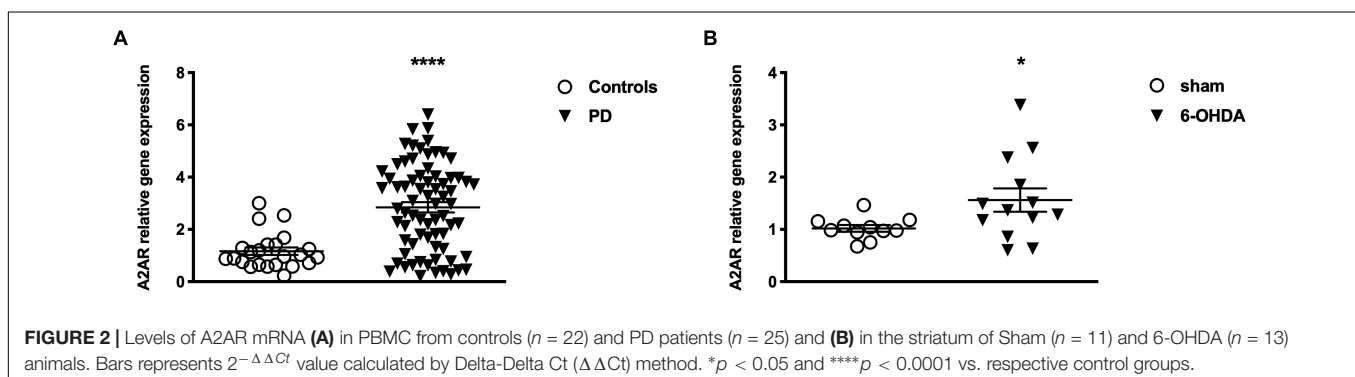 A
B
****
*
A2AR relative gene expression
8
6
4
2
0
Controls
PD
A2AR relative gene expression
4
3
2
1
0
sham
6-OHDA
FIGURE 2 | Levels of A2AR mRNA (A) in PBMC from controls (n = 22) and PD patients (n = 25) and (B) in the striatum of Sham (n = 11) and 6-OHDA (n = 13)
animals. Bars represents 2^−ΔΔCt value calculated by Delta-Delta Ct (ΔΔCt) method. *p < 0.05 and ****p < 0.0001 vs. respective control groups.